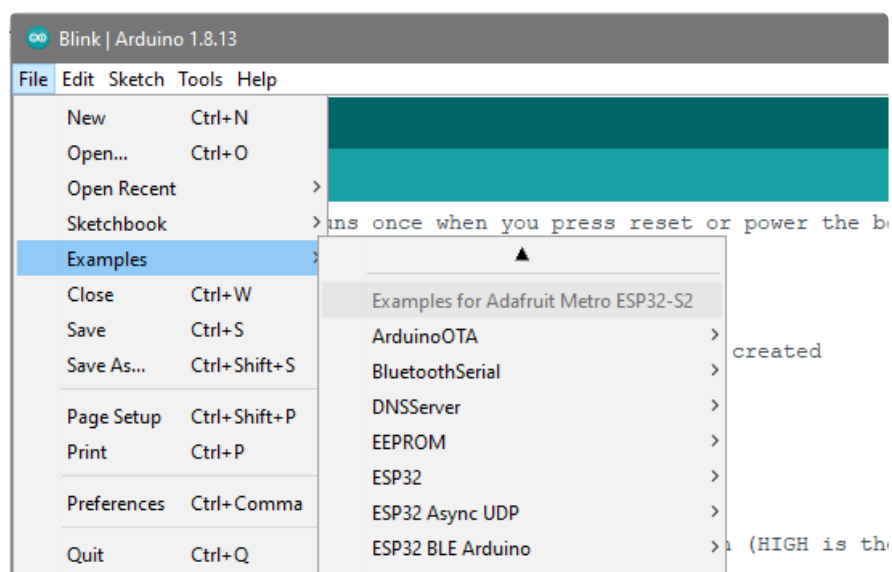 Blink | Arduino 1.8.13
File Edit Sketch Tools Help
New Ctrl+N
Open... Ctrl+O
Open Recent
Sketchbook
Examples
Close Ctrl+W
Save Ctrl+S
Save As... Ctrl+Shift+S
Page Setup Ctrl+Shift+P
Print Ctrl+P
Preferences Ctrl+Comma
Quit Ctrl+Q
once when you press reset or power the
Examples for Adafruit Metro ESP32-S2
ArduinoOTA
BluetoothSerial
DNSServer
EEPROM
ESP32
ESP32 Async UDP
ESP32 BLE Arduino
created
(HIGH is the